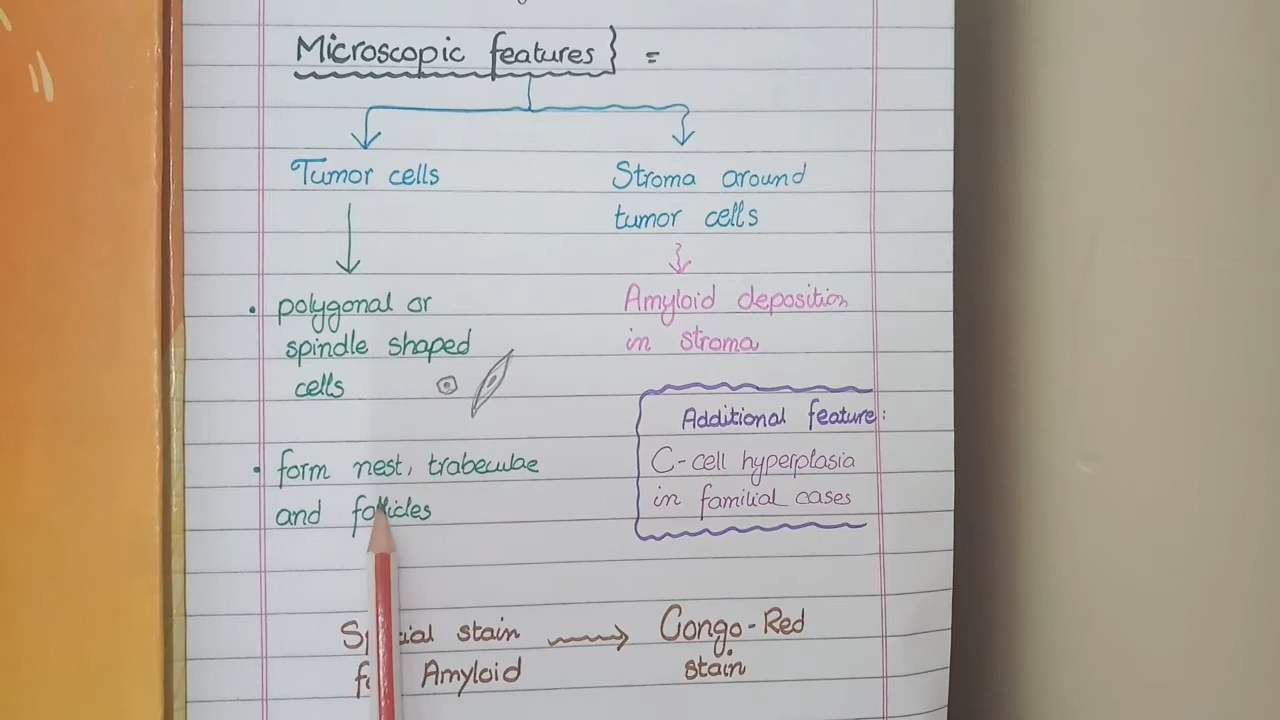 Microscopic features} =
Tumor cells
Stroma around
tumor cells
• polygonal or
spindle shaped
cells
Amyloid deposition
in stroma
• form nest, trabeculae
and follicles
Additional feature:
C-cell hyperplasia
in familial cases
stain
Amyloid
Congo-Red
stain